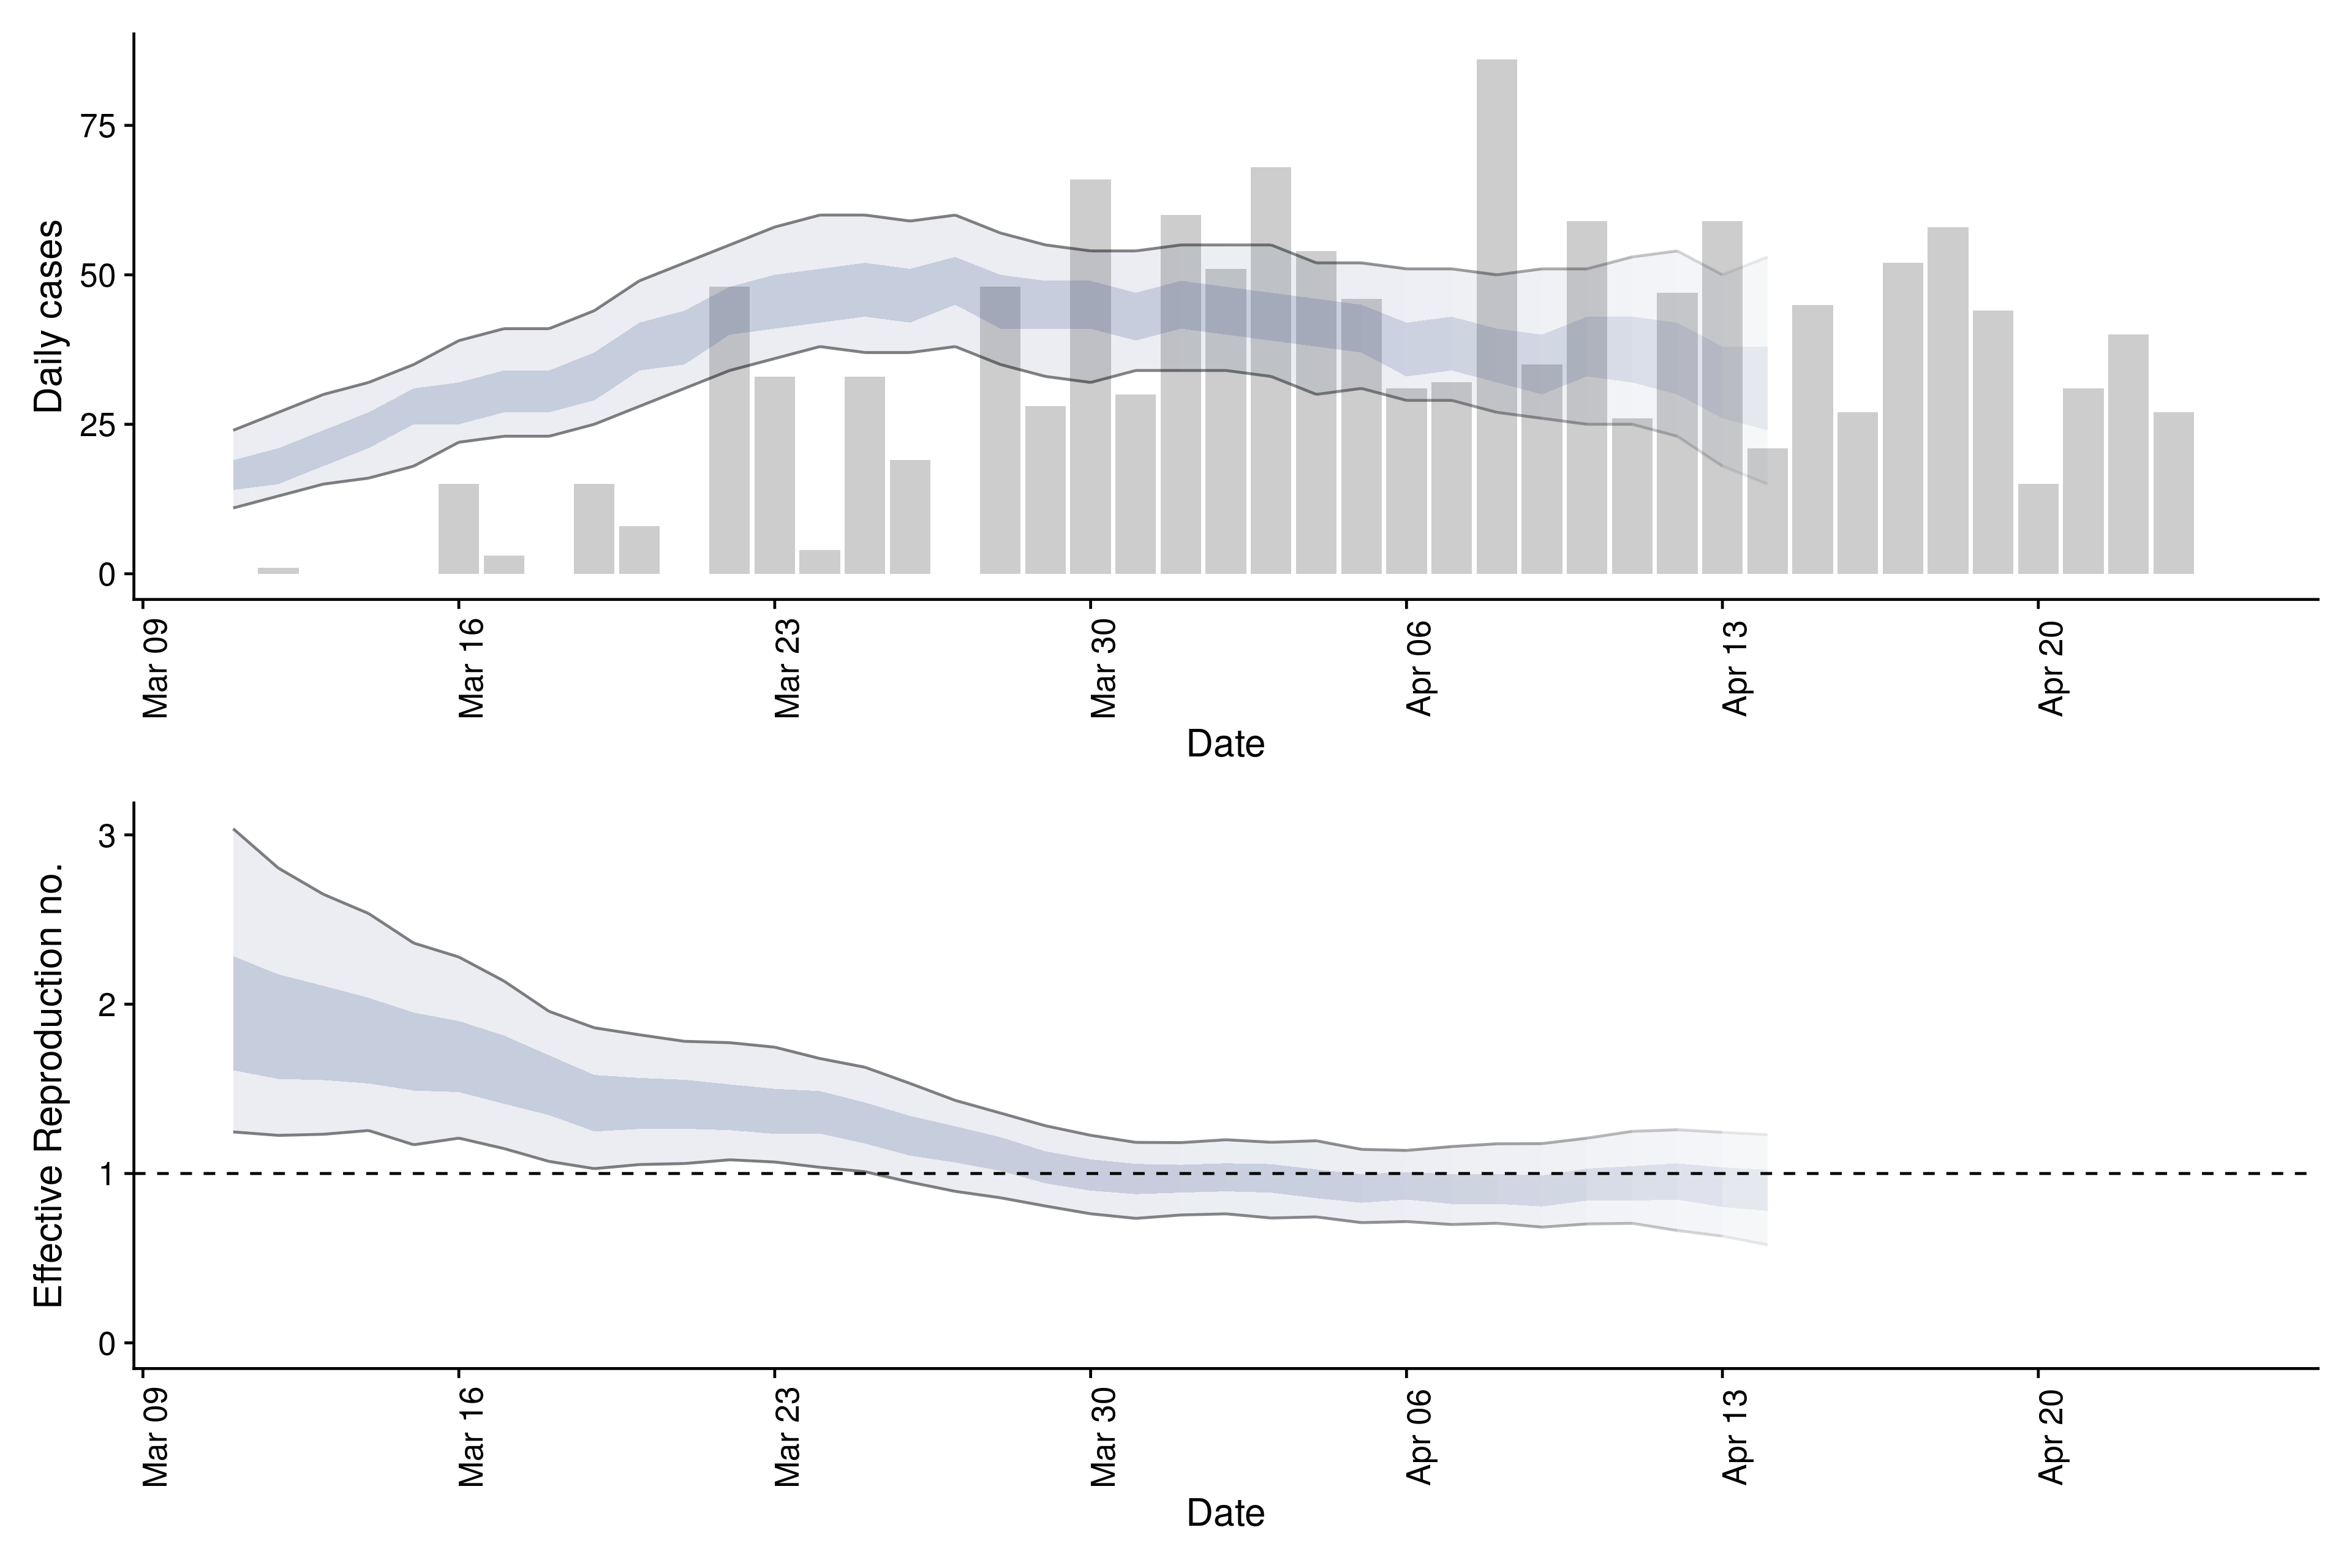 Daily cases
75
50
25
0
Mar 09
Mar 16
Mar 23
Mar 30
Apr 06
Apr 13
Apr 20
Date
Effective Reproduction no.
3
2
1
0
Mar 09
Mar 16
Mar 23
Mar 30
Apr 06
Apr 13
Apr 20
Date